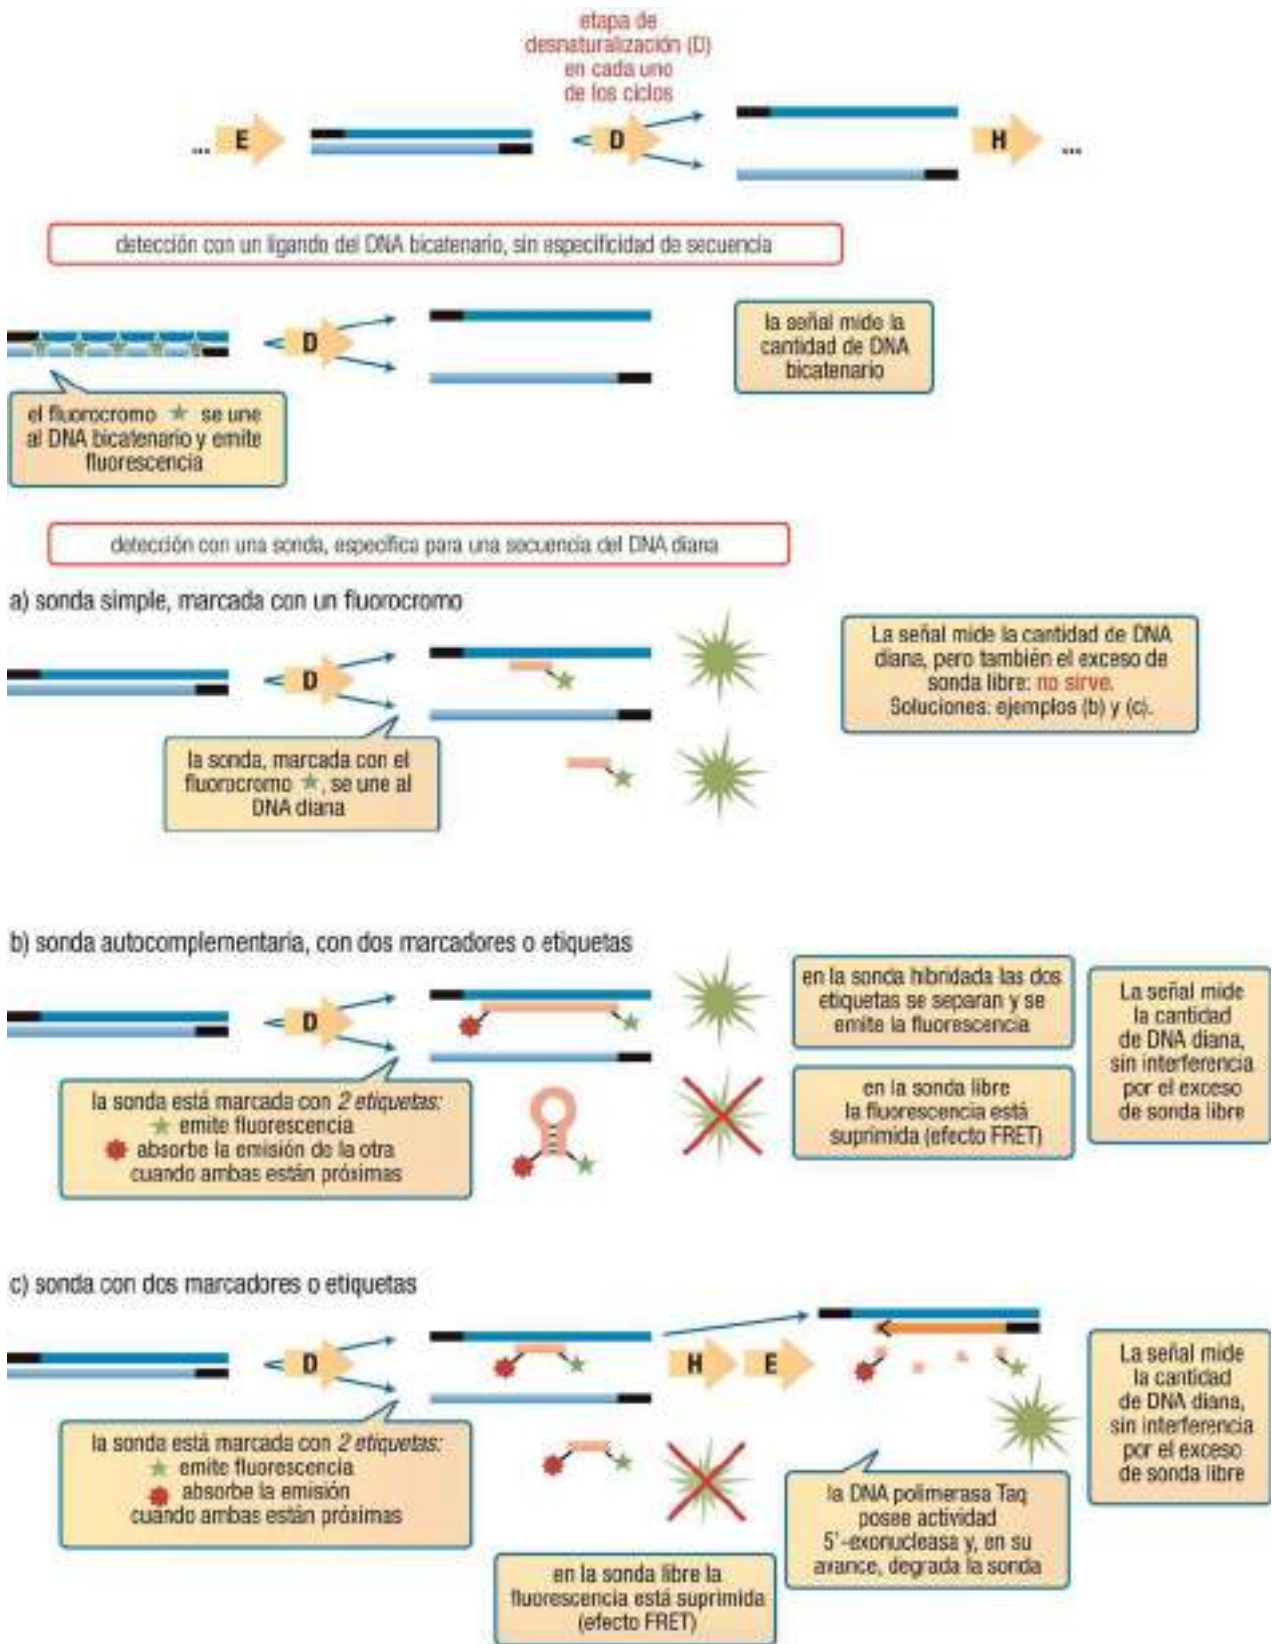 etapa de
desnaturalización (D)
en cada uno
de los ciclos
... E
D
H ...
detección con un ligando del DNA bicatenario, sin especificidad de secuencia
D
la señal mide la
cantidad de DNA
bicatenario
el fluorocromo se une
al DNA bicatenario y emite
fluorescencia
detección con una sonda, específica para una secuencia del DNA diana
a) sonda simple, marcada con un fluorocromo
D
La señal mide la cantidad de DNA
diana, pero también el exceso de
sonda libre: no sirve.
Soluciones: ejemplos (b) y (c).
la sonda, marcada con el
fluorocromo , se une al
DNA diana
b) sonda autocomplementaria, con dos marcadores o etiquetas
D
en la sonda hibridada las dos
etiquetas se separan y se
emite la fluorescencia
La señal mide
la cantidad
de DNA diana,
sin interferencia
por el exceso
de sonda libre
en la sonda libre
la fluorescencia está
suprimida (efecto FRET)
la sonda está marcada con 2 etiquetas:
emite fluorescencia
absorbe la emisión de la otra
cuando ambas están próximas
c) sonda con dos marcadores o etiquetas
D
H E
La señal mide
la cantidad
de DNA diana,
sin interferencia
por el exceso
de sonda libre
la sonda está marcada con 2 etiquetas:
emite fluorescencia
absorbe la emisión
cuando ambas están próximas
la DNA polimerasa Taq
posee actividad
5'-exonucleasa y, en su
avance, degrada la sonda
en la sonda libre la
fluorescencia está suprimida
(efecto FRET)